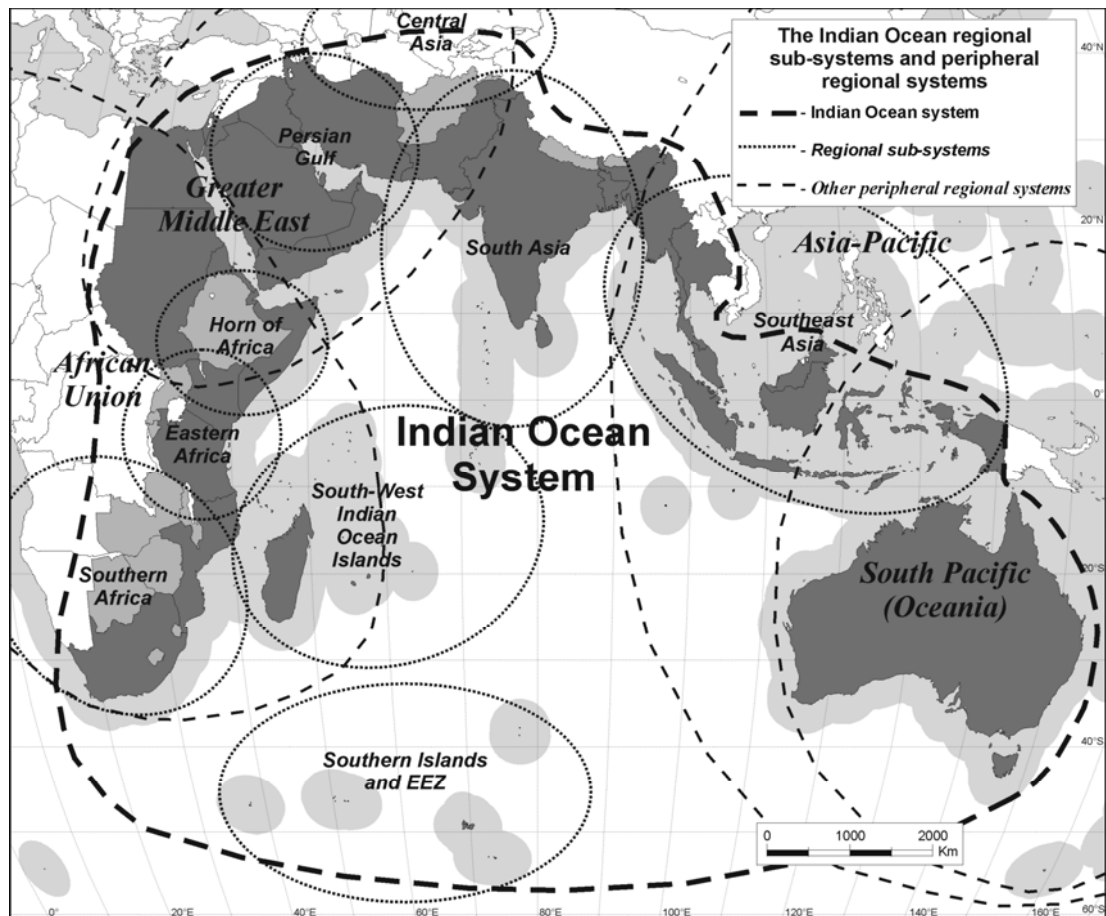 Central
Asia
The Indian Ocean regional
sub-systems and peripheral
regional systems
- Indian Ocean system
- Regional sub-systems
- Other peripheral regional systems
40°N
20°N
0°
20°S
40°S
60°S
Persian
Gulf
Greater
Middle East
South Asia
Asia-Pacific
Horn of
Africa
Southeast
Asia
African
Union
Eastern
Africa
Indian Ocean
System
South-West
Indian
Ocean
Islands
Southern
Africa
South Pacific
(Oceania)
Southern Islands
and EEZ
0 1000 2000
Km
0° 20°E 40°E 60°E 80°E 100°E 120°E 140°E 160°E